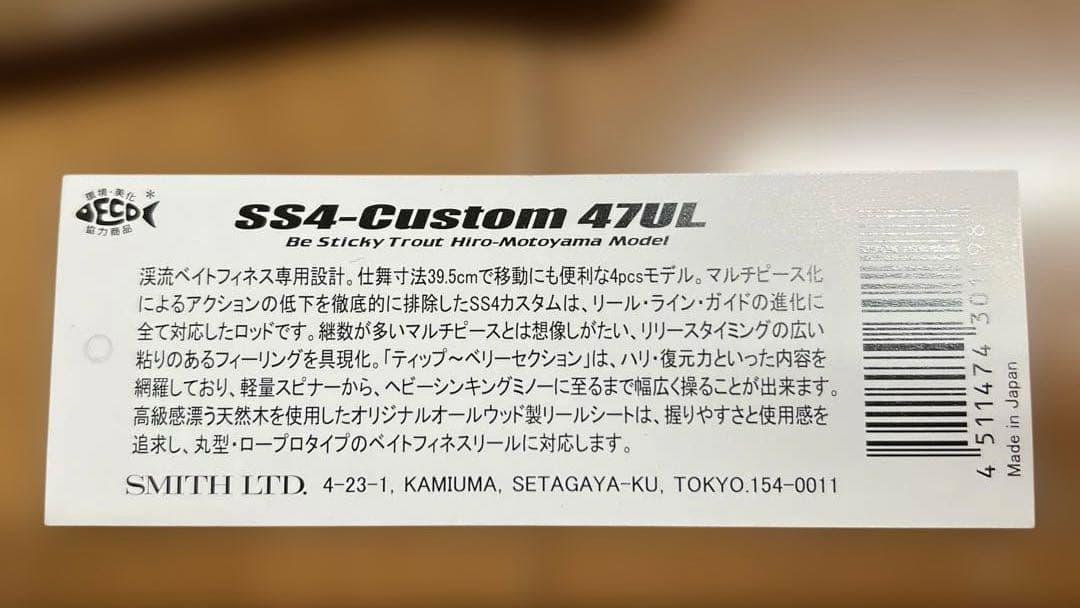 環境・美化
DECO
協力商品
SS4-Custom 47UL
Be Sticky Trout Hiro-Motoyama Model
渓流ベイトフィネス専用設計。仕舞寸法39.5cmで移動にも便利な4pcsモデル。マルチピース化
によるアクションの低下を徹底的に排除したSS4カスタムは、リール・ライン・ガイドの進化に
全て対応したロッドです。継数が多いマルチピースとは想像しがたい、リリースタイミングの広い
粘りのあるフィーリングを具現化。「ティップ～ベリーセクション」は、ハリ・復元力といった内容を
網羅しており、軽量スピナーから、ヘビーシンキングミノーに至るまで幅広く操ることが出来ます。
高級感漂う天然木を使用したオリジナルオールウッド製リールシートは、握りやすさと使用感を
追求し、丸型・ロープロタイプのベイトフィネスリールに対応します。
SMITH LTD. 4-23-1, KAMIUMA, SETAGAYA-KU, TOKYO.154-0011
4 511474 301198
Made in Japan